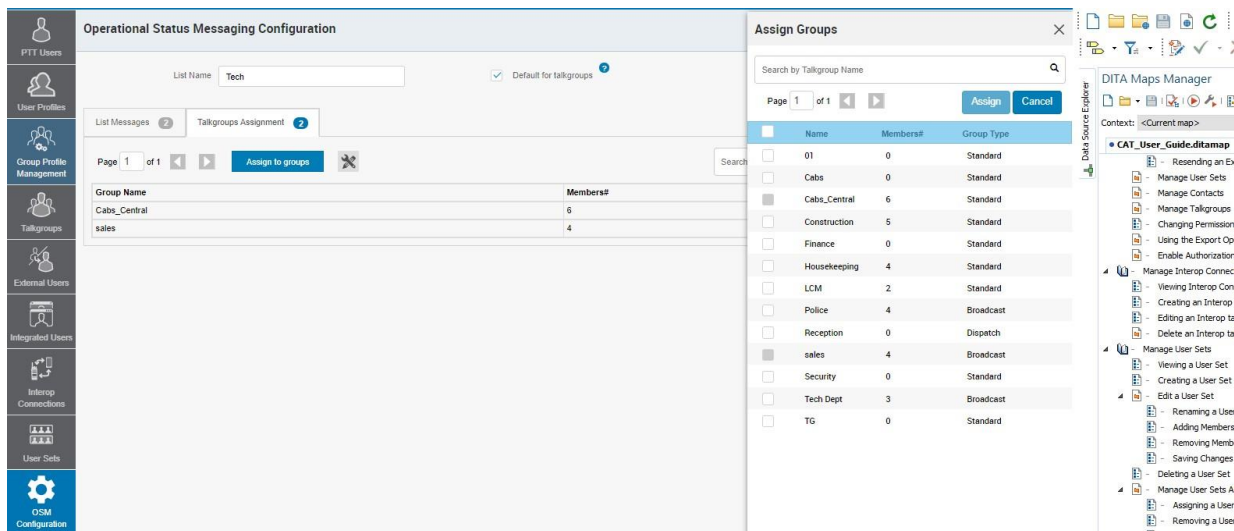 PTT Users
User Profiles
Group Profile
Management
Talkgroups
External Users
Integrated Users
Interop
Connections
User Sets
OSM
Configuration
Operational Status Messaging Configuration
List Name Tech
Default for talkgroups ?
List Messages 2 Talkgroups Assignment 2
Page 1 of 1 Assign to groups Search
Group Name Members#
Cabs_Central 6
sales 4
Assign Groups
Search by Talkgroup Name
Page 1 of 1 Assign Cancel
Name Members# Group Type
01 0 Standard
Cabs 0 Standard
Cabs_Central 6 Standard
Construction 5 Standard
Finance 0 Standard
Housekeeping 4 Standard
LCM 2 Standard
Police 4 Broadcast
Reception 0 Dispatch
sales 4 Broadcast
Security 0 Standard
Tech Dept 3 Broadcast
TG 0 Standard
Data Source Explorer
DITA Maps Manager
Context: <Current map>
CAT_User_Guide.ditamap
- Resending an Ex
- Manage User Sets
- Manage Contacts
- Manage Talkgroups
- Changing Permission
- Using the Export Op
- Enable Authorization
- Manage Interop Connec
- Viewing Interop Con
- Creating an Interop
- Editing an Interop ta
- Delete an Interop ta
- Manage User Sets
- Viewing a User Set
- Creating a User Set
- Edit a User Set
- Renaming a User
- Adding Members
- Removing Memb
- Saving Changes
- Deleting a User Set
- Manage User Sets A
- Assigning a User
- Removing a User